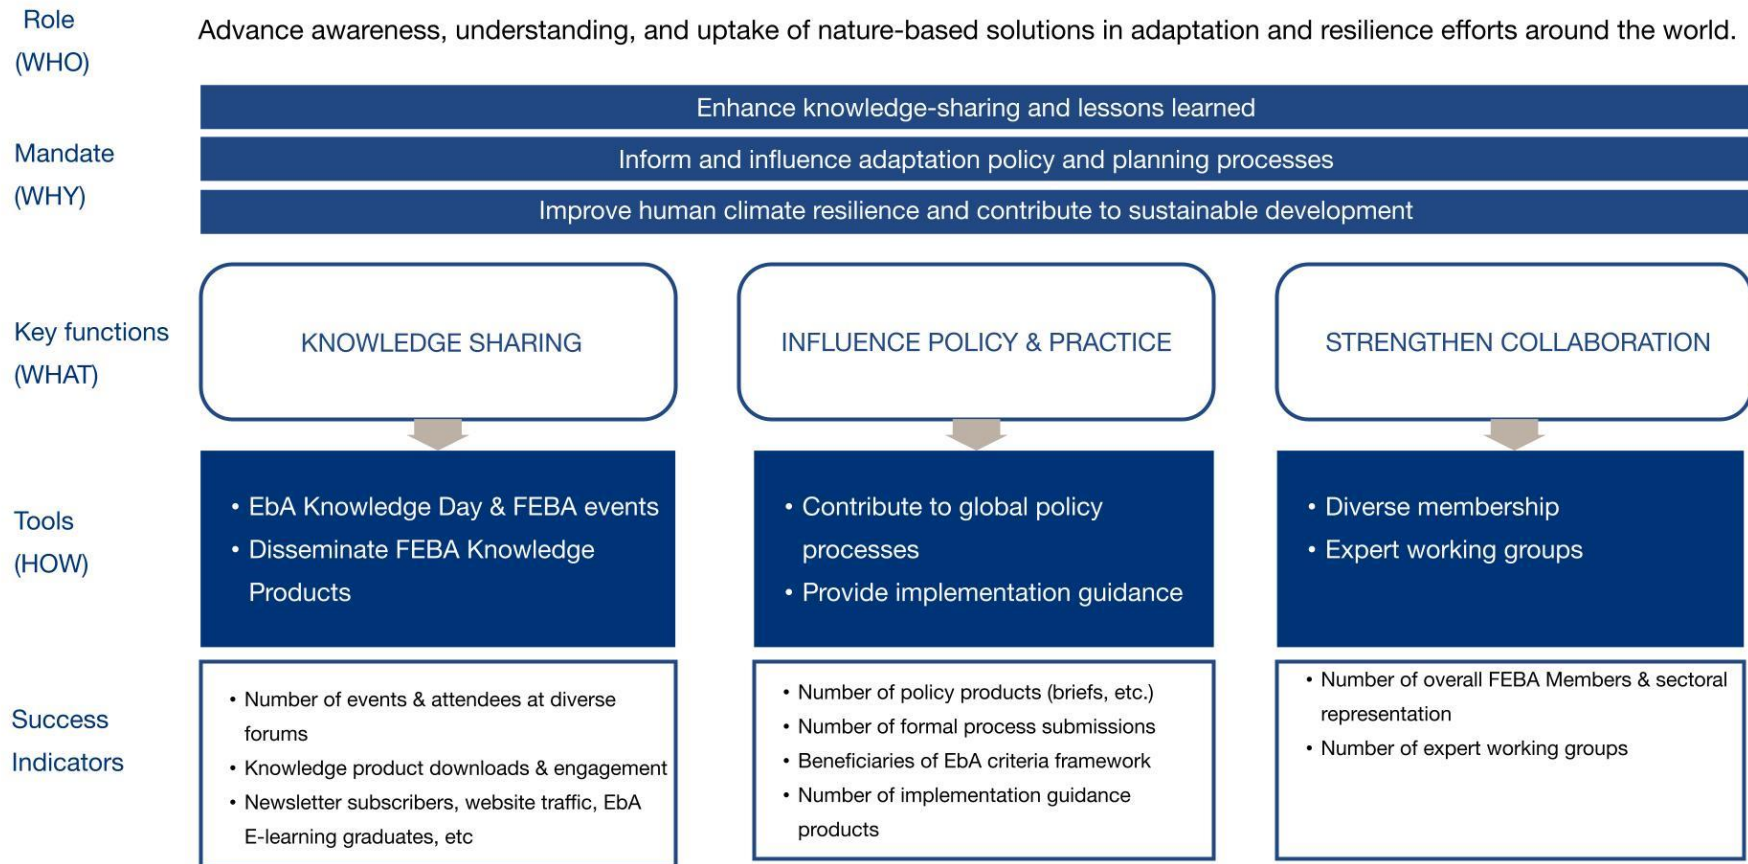 Role
(WHO)
Advance awareness, understanding, and uptake of nature-based solutions in adaptation and resilience efforts around the world.
Mandate
(WHY)
Enhance knowledge-sharing and lessons learned
Inform and influence adaptation policy and planning processes
Improve human climate resilience and contribute to sustainable development
Key functions
(WHAT)
KNOWLEDGE SHARING
INFLUENCE POLICY & PRACTICE
STRENGTHEN COLLABORATION
Tools
(HOW)
• EbA Knowledge Day & FEBA events
• Disseminate FEBA Knowledge
Products
• Contribute to global policy
processes
• Provide implementation guidance
• Diverse membership
• Expert working groups
Success
Indicators
• Number of events & attendees at diverse
forums
• Knowledge product downloads & engagement
• Newsletter subscribers, website traffic, EbA
E-learning graduates, etc
• Number of policy products (briefs, etc.)
• Number of formal process submissions
• Beneficiaries of EbA criteria framework
• Number of implementation guidance
products
• Number of overall FEBA Members & sectoral
representation
• Number of expert working groups